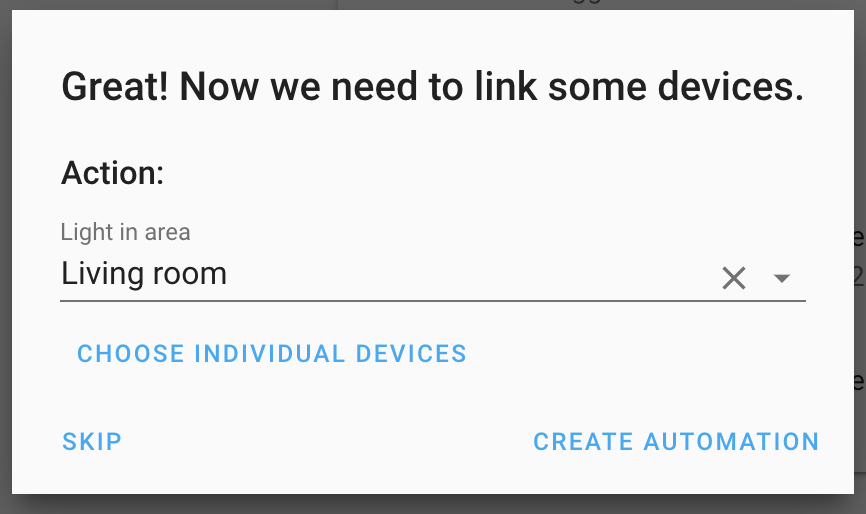 Great! Now we need to link some devices.
Action:
Light in area
Living room
CHOOSE INDIVIDUAL DEVICES
SKIP
CREATE AUTOMATION